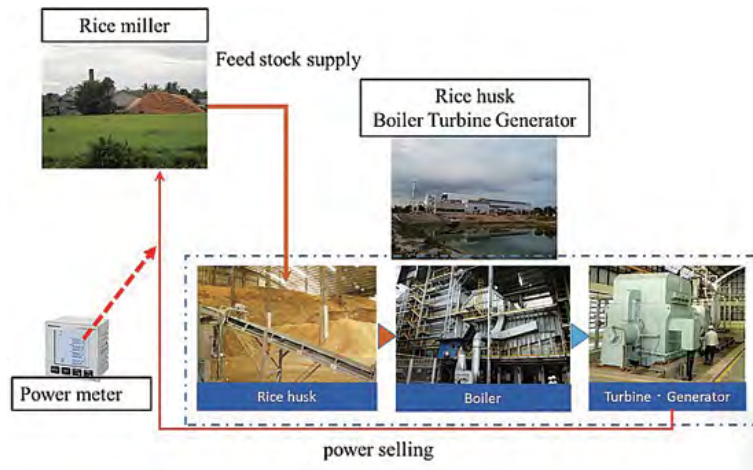 Rice miller
Feed stock supply
Rice husk
Boiler Turbine Generator
Power meter
Rice husk
Boiler
Turbine・Generator
power selling